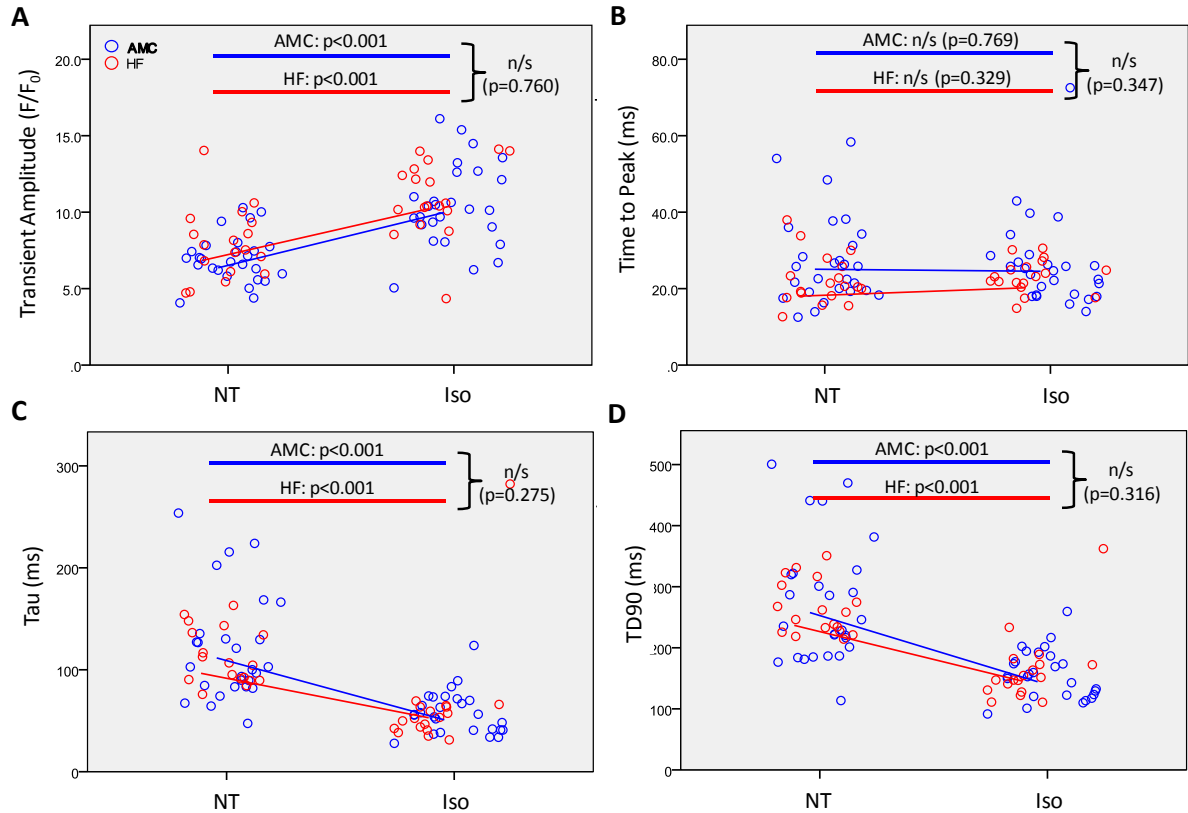 A
AMC
HF
AMC: p<0.001
HF: p<0.001
n/s
(p=0.760)
Transient Amplitude (F/F0)
20.0
15.0
10.0
5.0
.0
NT
Iso
B
AMC: n/s (p=0.769)
HF: n/s (p=0.329)
n/s
(p=0.347)
Time to Peak (ms)
80.0
60.0
40.0
20.0
.0
NT
Iso
C
AMC: p<0.001
HF: p<0.001
n/s
(p=0.275)
Tau (ms)
300
200
100
0
NT
Iso
D
AMC: p<0.001
HF: p<0.001
n/s
(p=0.316)
TD90 (ms)
500
400
300
200
100
0
NT
Iso